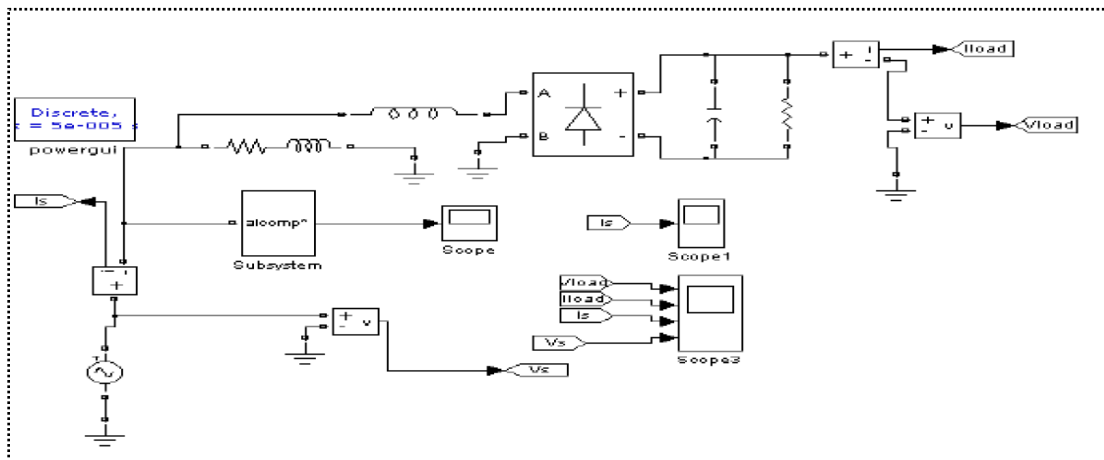 Iload
Discrete,
= 5e-005 s
powergui
A
+
B
-
+
i
-
+
-
v
Vload
Is
alcomp*
Subsystem
Scope
Is
Scope1
i
-
+
Vload
Iload
Is
Vs
Scope3
+
-
v
Vs